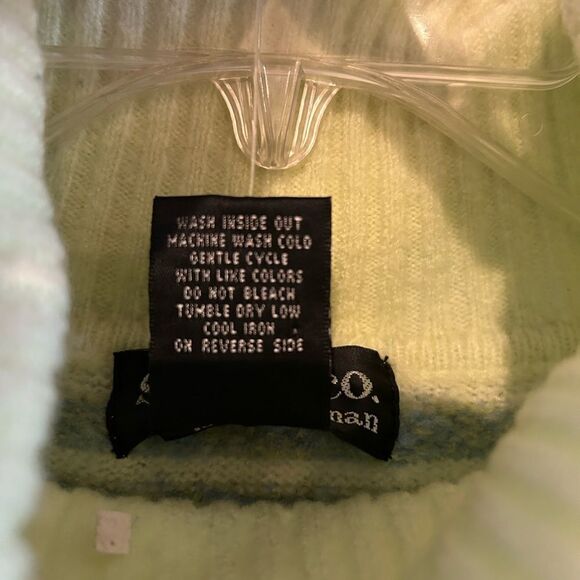 WASH INSIDE OUT
MACHINE WASH COLD
GENTLE CYCLE
WITH LIKE COLORS
DO NOT BLEACH
TUMBLE DRY LOW
COOL IRON
ON REVERSE SIDE
CO.